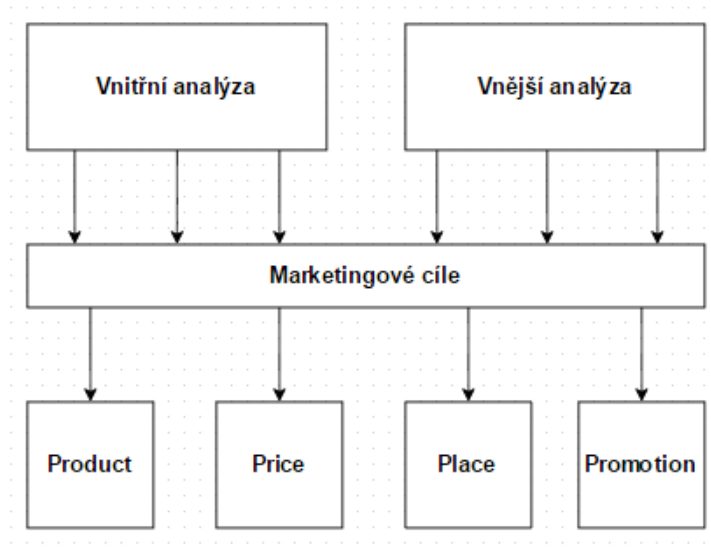 Vnitřní analýza
Vnější analýza
Marketingové cíle
Product
Price
Place
Promotion